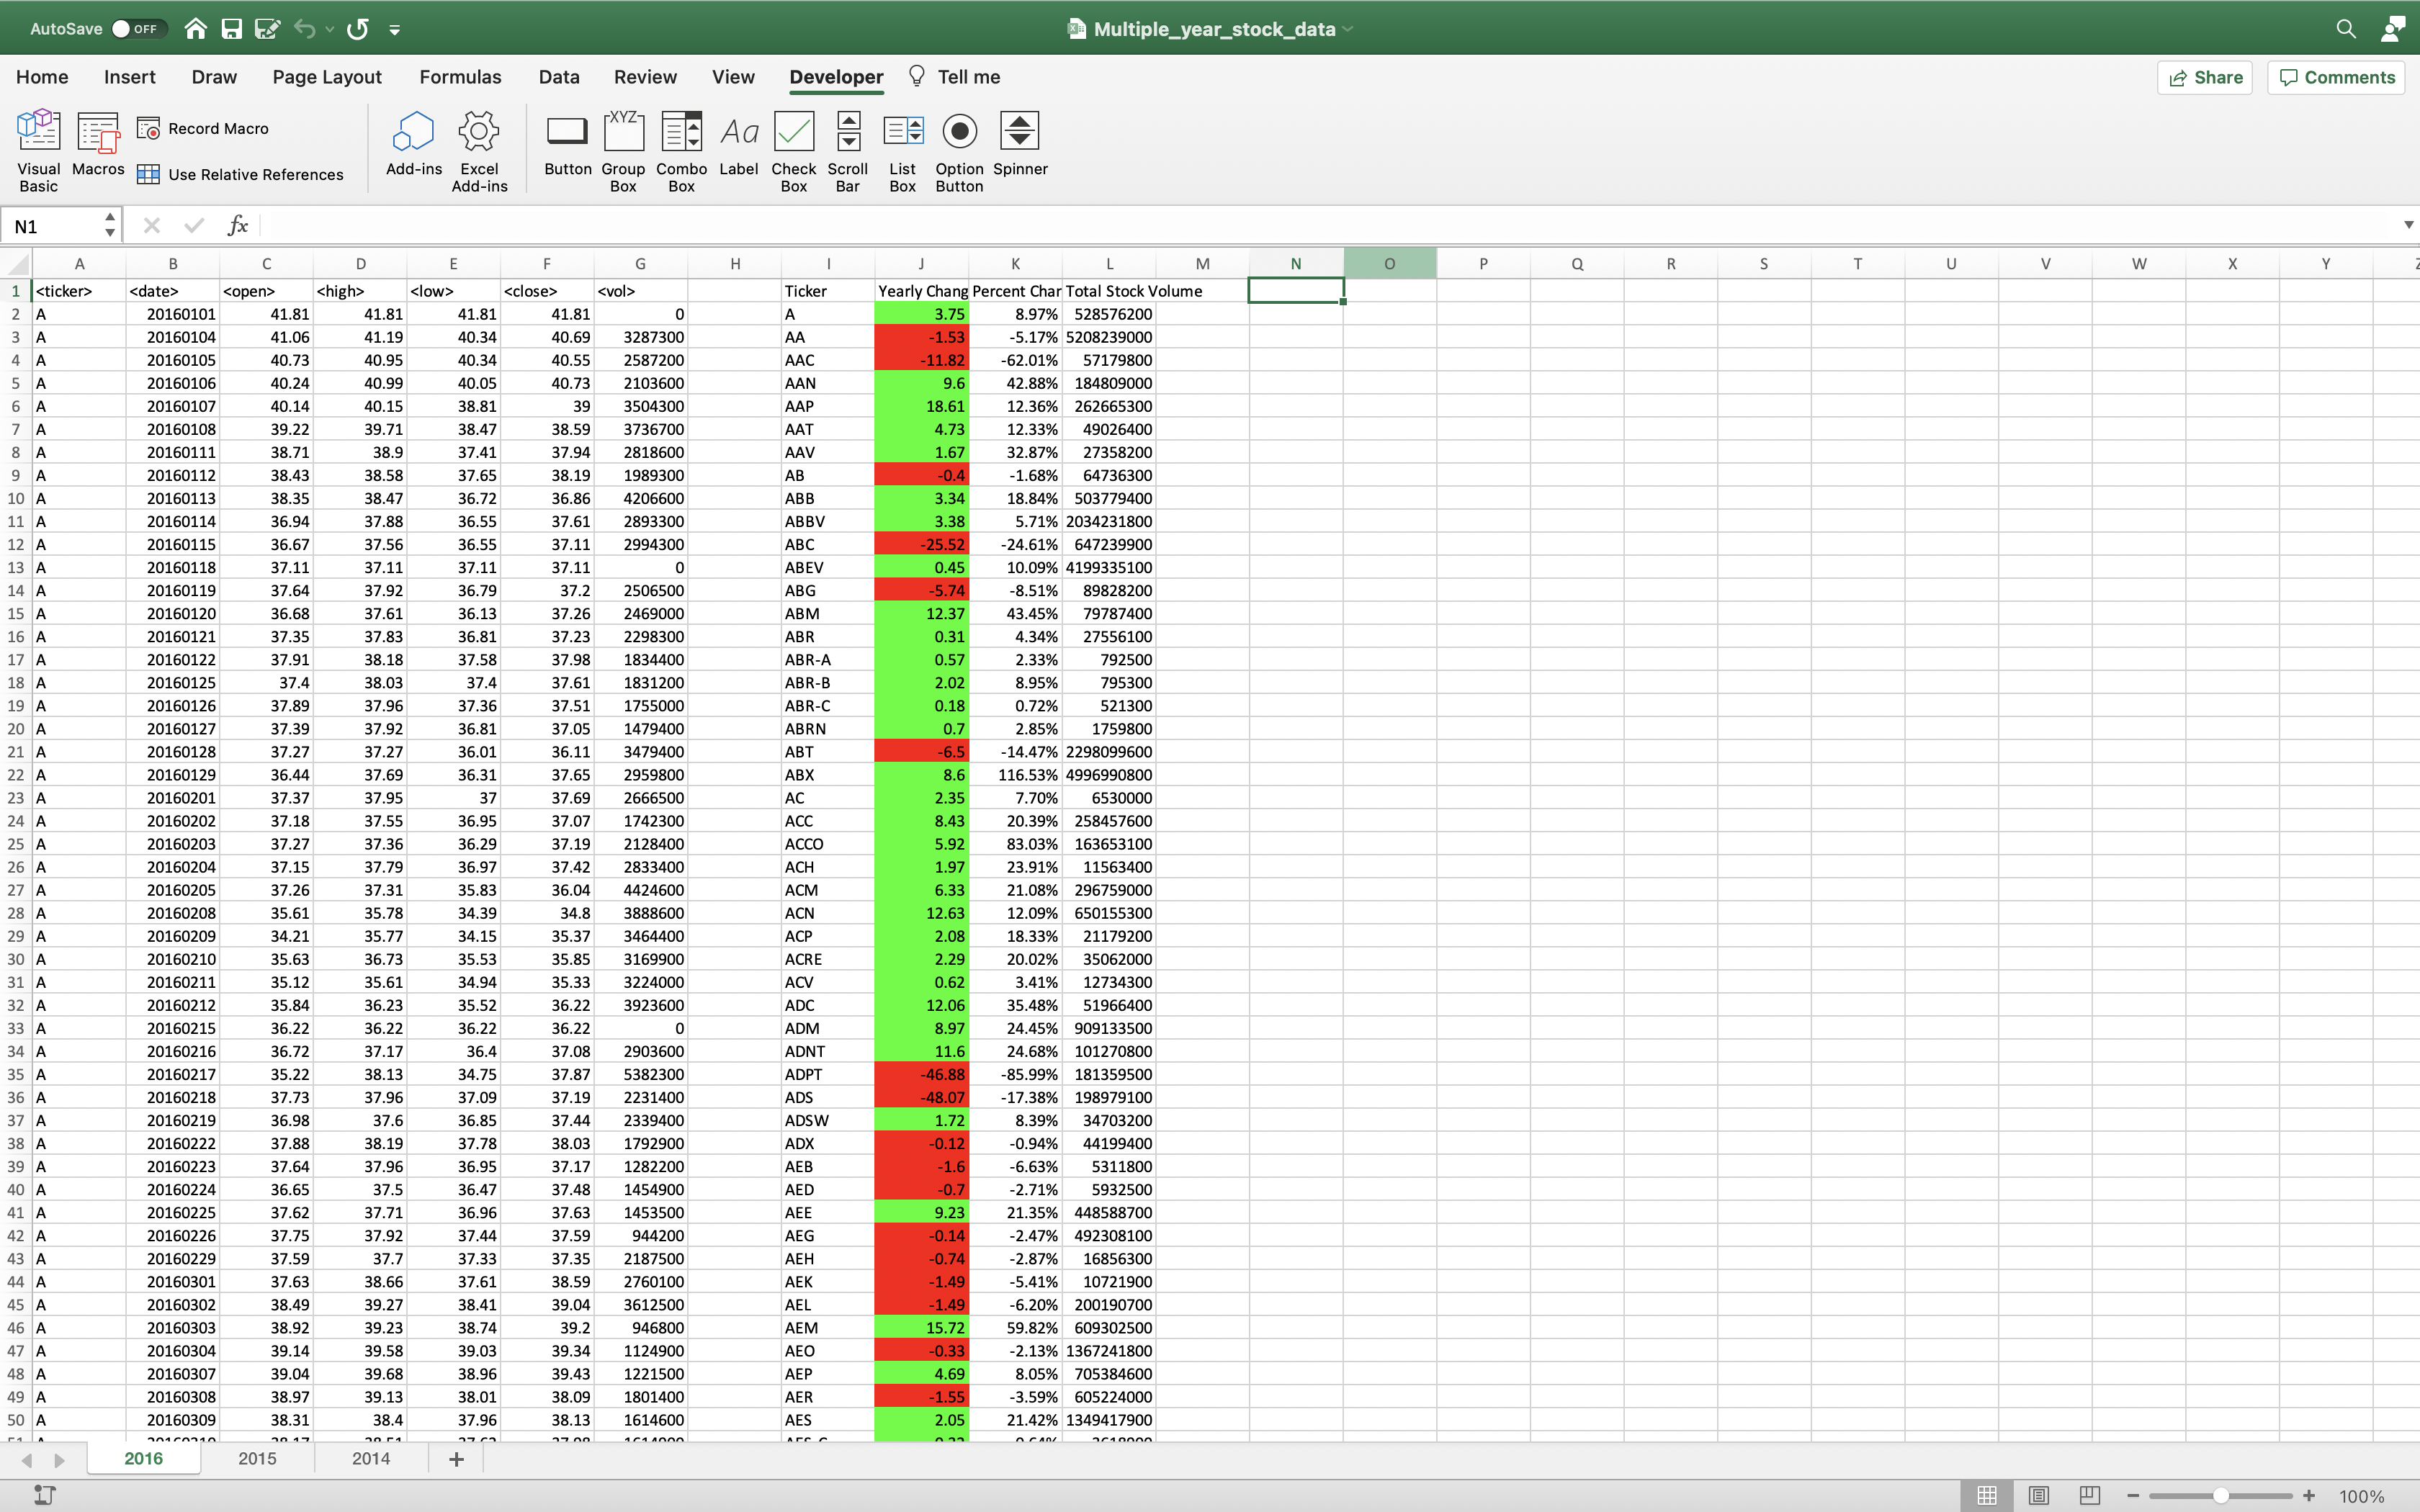 AutoSave OFF Multiple_year_stock_data
Home Insert Draw Page Layout Formulas Data Review View Developer Tell me Share Comments
Visual Basic Macros Record Macro Use Relative References Add-ins Excel Add-ins Button Group Box Combo Box Label Check Box Scroll Bar List Box Option Button Spinner
N1 fx
A B C D E F G H I J K L M N O P Q R S T U V W X Y
1 <ticker> <date> <open> <high> <low> <close> <vol> Ticker Yearly Chang Percent Char Total Stock Volume
2 A 20160101 41.81 41.81 41.81 41.81 0 A 3.75 8.97% 528576200
3 A 20160104 41.06 41.19 40.34 40.69 3287300 AA -1.53 -5.17% 5208239000
4 A 20160105 40.73 40.95 40.34 40.55 2587200 AAC -11.82 -62.01% 57179800
5 A 20160106 40.24 40.99 40.05 40.73 2103600 AAN 9.6 42.88% 184809000
6 A 20160107 40.14 40.15 38.81 39 3504300 AAP 18.61 12.36% 262665300
7 A 20160108 39.22 39.71 38.47 38.59 3736700 AAT 4.73 12.33% 49026400
8 A 20160111 38.71 38.9 37.41 37.94 2818600 AAV 1.67 32.87% 27358200
9 A 20160112 38.43 38.58 37.65 38.19 1989300 AB -0.4 -1.68% 64736300
10 A 20160113 38.35 38.47 36.72 36.86 4206600 ABB 3.34 18.84% 503779400
11 A 20160114 36.94 37.88 36.55 37.61 2893300 ABBV 3.38 5.71% 2034231800
12 A 20160115 36.67 37.56 36.55 37.11 2994300 ABC -25.52 -24.61% 647239900
13 A 20160118 37.11 37.11 37.11 37.11 0 ABEV 0.45 10.09% 4199335100
14 A 20160119 37.64 37.92 36.79 37.2 2506500 ABG -5.74 -8.51% 89828200
15 A 20160120 36.68 37.61 36.13 37.26 2469000 ABM 12.37 43.45% 79787400
16 A 20160121 37.35 37.83 36.81 37.23 2298300 ABR 0.31 4.34% 27556100
17 A 20160122 37.91 38.18 37.58 37.98 1834400 ABR-A 0.57 2.33% 792500
18 A 20160125 37.4 38.03 37.4 37.61 1831200 ABR-B 2.02 8.95% 795300
19 A 20160126 37.89 37.96 37.36 37.51 1755000 ABR-C 0.18 0.72% 521300
20 A 20160127 37.39 37.92 36.81 37.05 1479400 ABRN 0.7 2.85% 1759800
21 A 20160128 37.27 37.27 36.01 36.11 3479400 ABT -6.5 -14.47% 2298099600
22 A 20160129 36.44 37.69 36.31 37.65 2959800 ABX 8.6 116.53% 4996990800
23 A 20160201 37.37 37.95 37 37.69 2666500 AC 2.35 7.70% 6530000
24 A 20160202 37.18 37.55 36.95 37.07 1742300 ACC 8.43 20.39% 258457600
25 A 20160203 37.27 37.36 36.29 37.19 2128400 ACCO 5.92 83.03% 163653100
26 A 20160204 37.15 37.79 36.97 37.42 2833400 ACH 1.97 23.91% 11563400
27 A 20160205 37.26 37.31 35.83 36.04 4424600 ACM 6.33 21.08% 296759000
28 A 20160208 35.61 35.78 34.39 34.8 3888600 ACN 12.63 12.09% 650155300
29 A 20160209 34.21 35.77 34.15 35.37 3464400 ACP 2.08 18.33% 21179200
30 A 20160210 35.63 36.73 35.53 35.85 3169900 ACRE 2.29 20.02% 35062000
31 A 20160211 35.12 35.61 34.94 35.33 3224000 ACV 0.62 3.41% 12734300
32 A 20160212 35.84 36.23 35.52 36.22 3923600 ADC 12.06 35.48% 51966400
33 A 20160215 36.22 36.22 36.22 36.22 0 ADM 8.97 24.45% 909133500
34 A 20160216 36.72 37.17 36.4 37.08 2903600 ADNT 11.6 24.68% 101270800
35 A 20160217 35.22 38.13 34.75 37.87 5382300 ADPT -46.88 -85.99% 181359500
36 A 20160218 37.73 37.96 37.09 37.19 2231400 ADS -48.07 -17.38% 198979100
37 A 20160219 36.98 37.6 36.85 37.44 2339400 ADSW 1.72 8.39% 34703200
38 A 20160222 37.88 38.19 37.78 38.03 1792900 ADX -0.12 -0.94% 44199400
39 A 20160223 37.64 37.96 36.95 37.17 1282200 AEB -1.6 -6.63% 5311800
40 A 20160224 36.65 37.5 36.47 37.48 1454900 AED -0.7 -2.71% 5932500
41 A 20160225 37.62 37.71 36.96 37.63 1453500 AEE 9.23 21.35% 448588700
42 A 20160226 37.75 37.92 37.44 37.59 944200 AEG -0.14 -2.47% 492308100
43 A 20160229 37.59 37.7 37.33 37.35 2187500 AEH -0.74 -2.87% 16856300
44 A 20160301 37.63 38.66 37.61 38.59 2760100 AEK -1.49 -5.41% 10721900
45 A 20160302 38.49 39.27 38.41 39.04 3612500 AEL -1.49 -6.20% 200190700
46 A 20160303 38.92 39.23 38.74 39.2 946800 AEM 15.72 59.82% 609302500
47 A 20160304 39.14 39.58 39.03 39.34 1124900 AEO -0.33 -2.13% 1367241800
48 A 20160307 39.04 39.68 38.96 39.43 1221500 AEP 4.69 8.05% 705384600
49 A 20160308 38.97 39.13 38.01 38.09 1801400 AER -1.55 -3.59% 605224000
50 A 20160309 38.31 38.4 37.96 38.13 1614600 AES 2.05 21.42% 1349417900
2016 2015 2014 +
100%